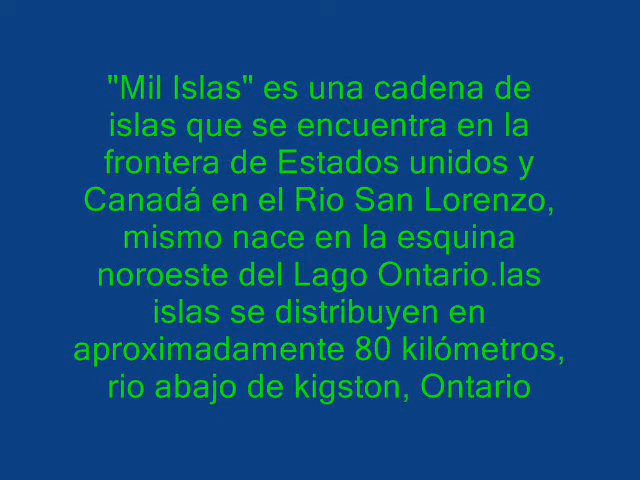 "Mil Islas" es una cadena de
islas que se encuentra en la
frontera de Estados unidos y
Canadá en el Rio San Lorenzo,
mismo nace en la esquina
noroeste del Lago Ontario.las
islas se distribuyen en
aproximadamente 80 kilómetros,
rio abajo de kigston, Ontario